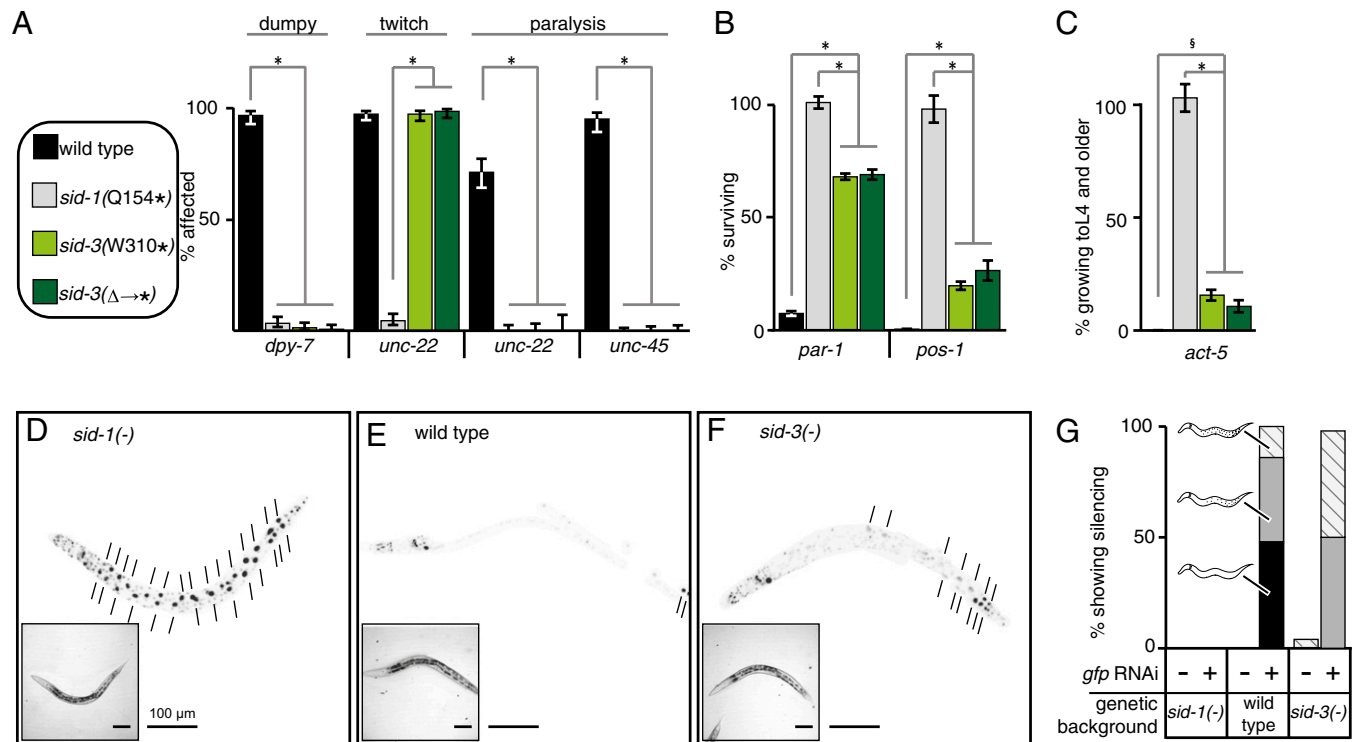 A
dumpy
twitch
paralysis
*
*
*
*
wild type
sid-1(Q154*)
sid-3(W310*)
sid-3(Δ→*)
% affected
100
50
dpy-7
unc-22
unc-22
unc-45
B
*
*
*
*
% surviving
100
50
0
par-1
pos-1
C
§
*
% growing toL4 and older
100
50
0
act-5
D sid-1(-)
100 µm
E wild type
F sid-3(-)
G
% showing silencing
100
50
0
gfp RNAi - + - + - +
genetic background
sid-1(-)
wild type
sid-3(-)